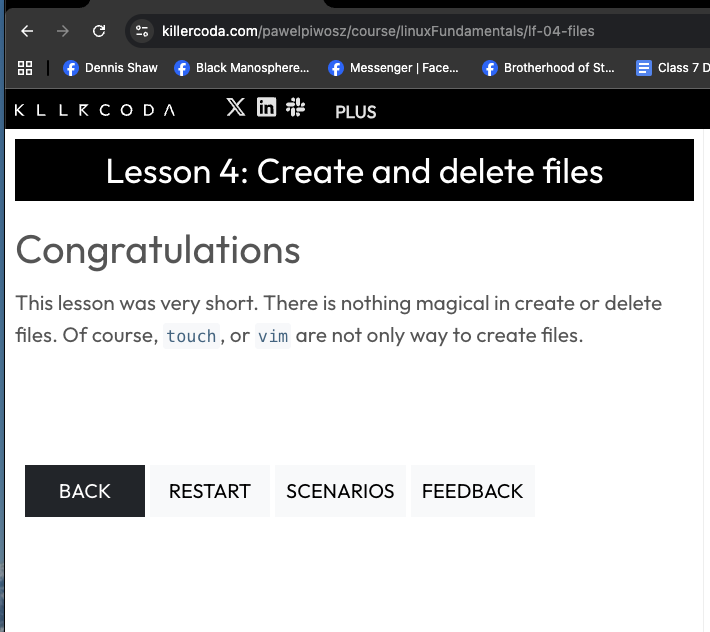 killercoda.com/pawelpiwosz/course/linuxFundamentals/lf-04-files
Dennis Shaw Black Manosphere... Messenger | Face... Brotherhood of St... Class 7 D
KLLRCODA PLUS
Lesson 4: Create and delete files
Congratulations
This lesson was very short. There is nothing magical in create or delete
files. Of course, touch, or vim are not only way to create files.
BACK RESTART SCENARIOS FEEDBACK